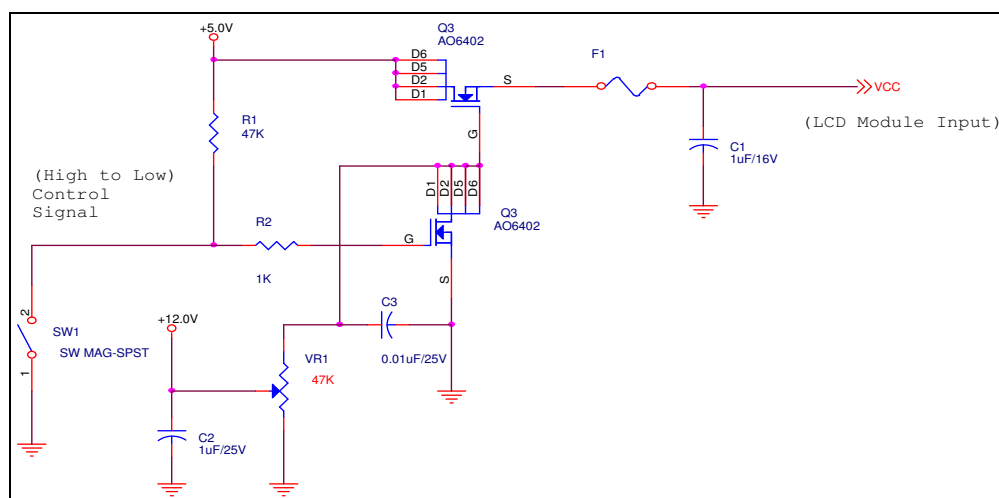 +5.0V
Q3
AO6402
D6
D5
D2
D1
S
G
F1
VCC
(LCD Module Input)
C1
1uF/16V
R1
47K
(High to Low)
Control
Signal
D1
D2
D5
D6
Q3
AO6402
G
S
R2
1K
2
1
SW1
SW MAG-SPST
+12.0V
C3
0.01uF/25V
VR1
47K
C2
1uF/25V